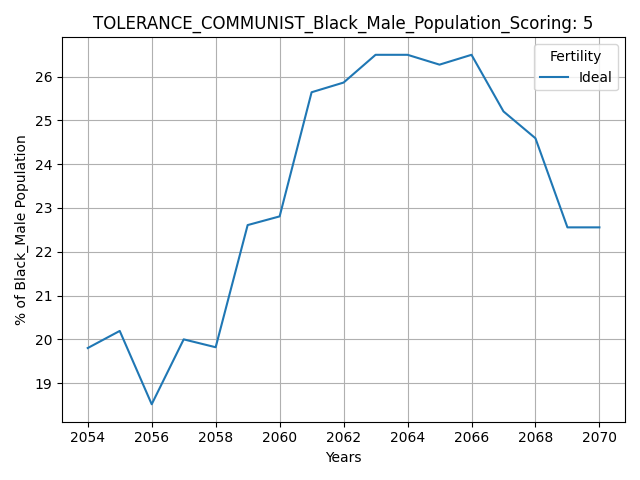 TOLERANCE_COMMUNIST_Black_Male_Population_Scoring: 5
Fertility
Ideal
% of Black_Male Population
26
25
24
23
22
21
20
19
2054 2056 2058 2060 2062 2064 2066 2068 2070
Years